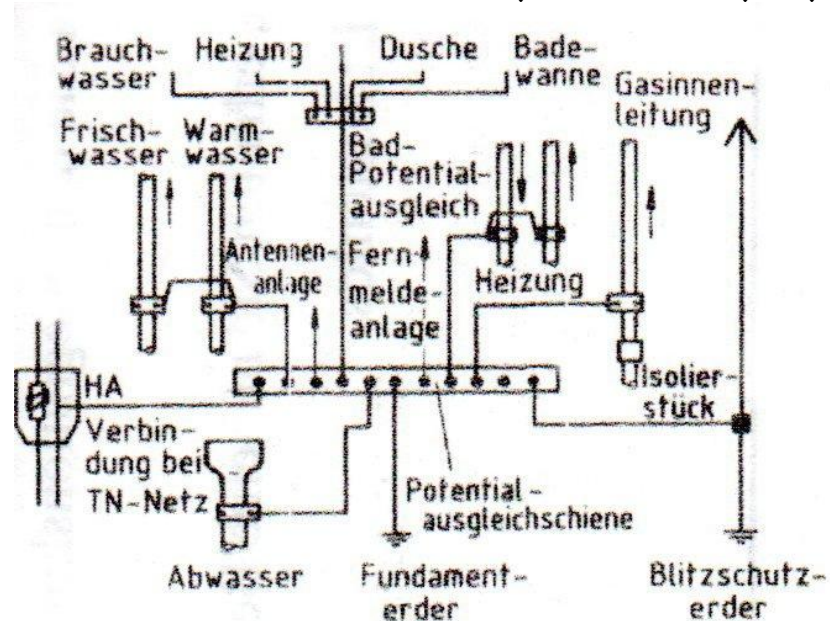 Brauch-
wasser
Heizung
Dusche
Bade-
wanne
Gasinnen-
leitung
Frisch-
wasser
Warm-
wasser
Bad-
Potential-
ausgleich
Antennen-
anlage
Fern-
melde-
anlage
Heizung
HA
Verbin-
dung bei
TN-Netz
Isolier-
stück
Potential-
ausgleichschiene
Abwasser
Fundament-
erder
Blitzschutz-
erder